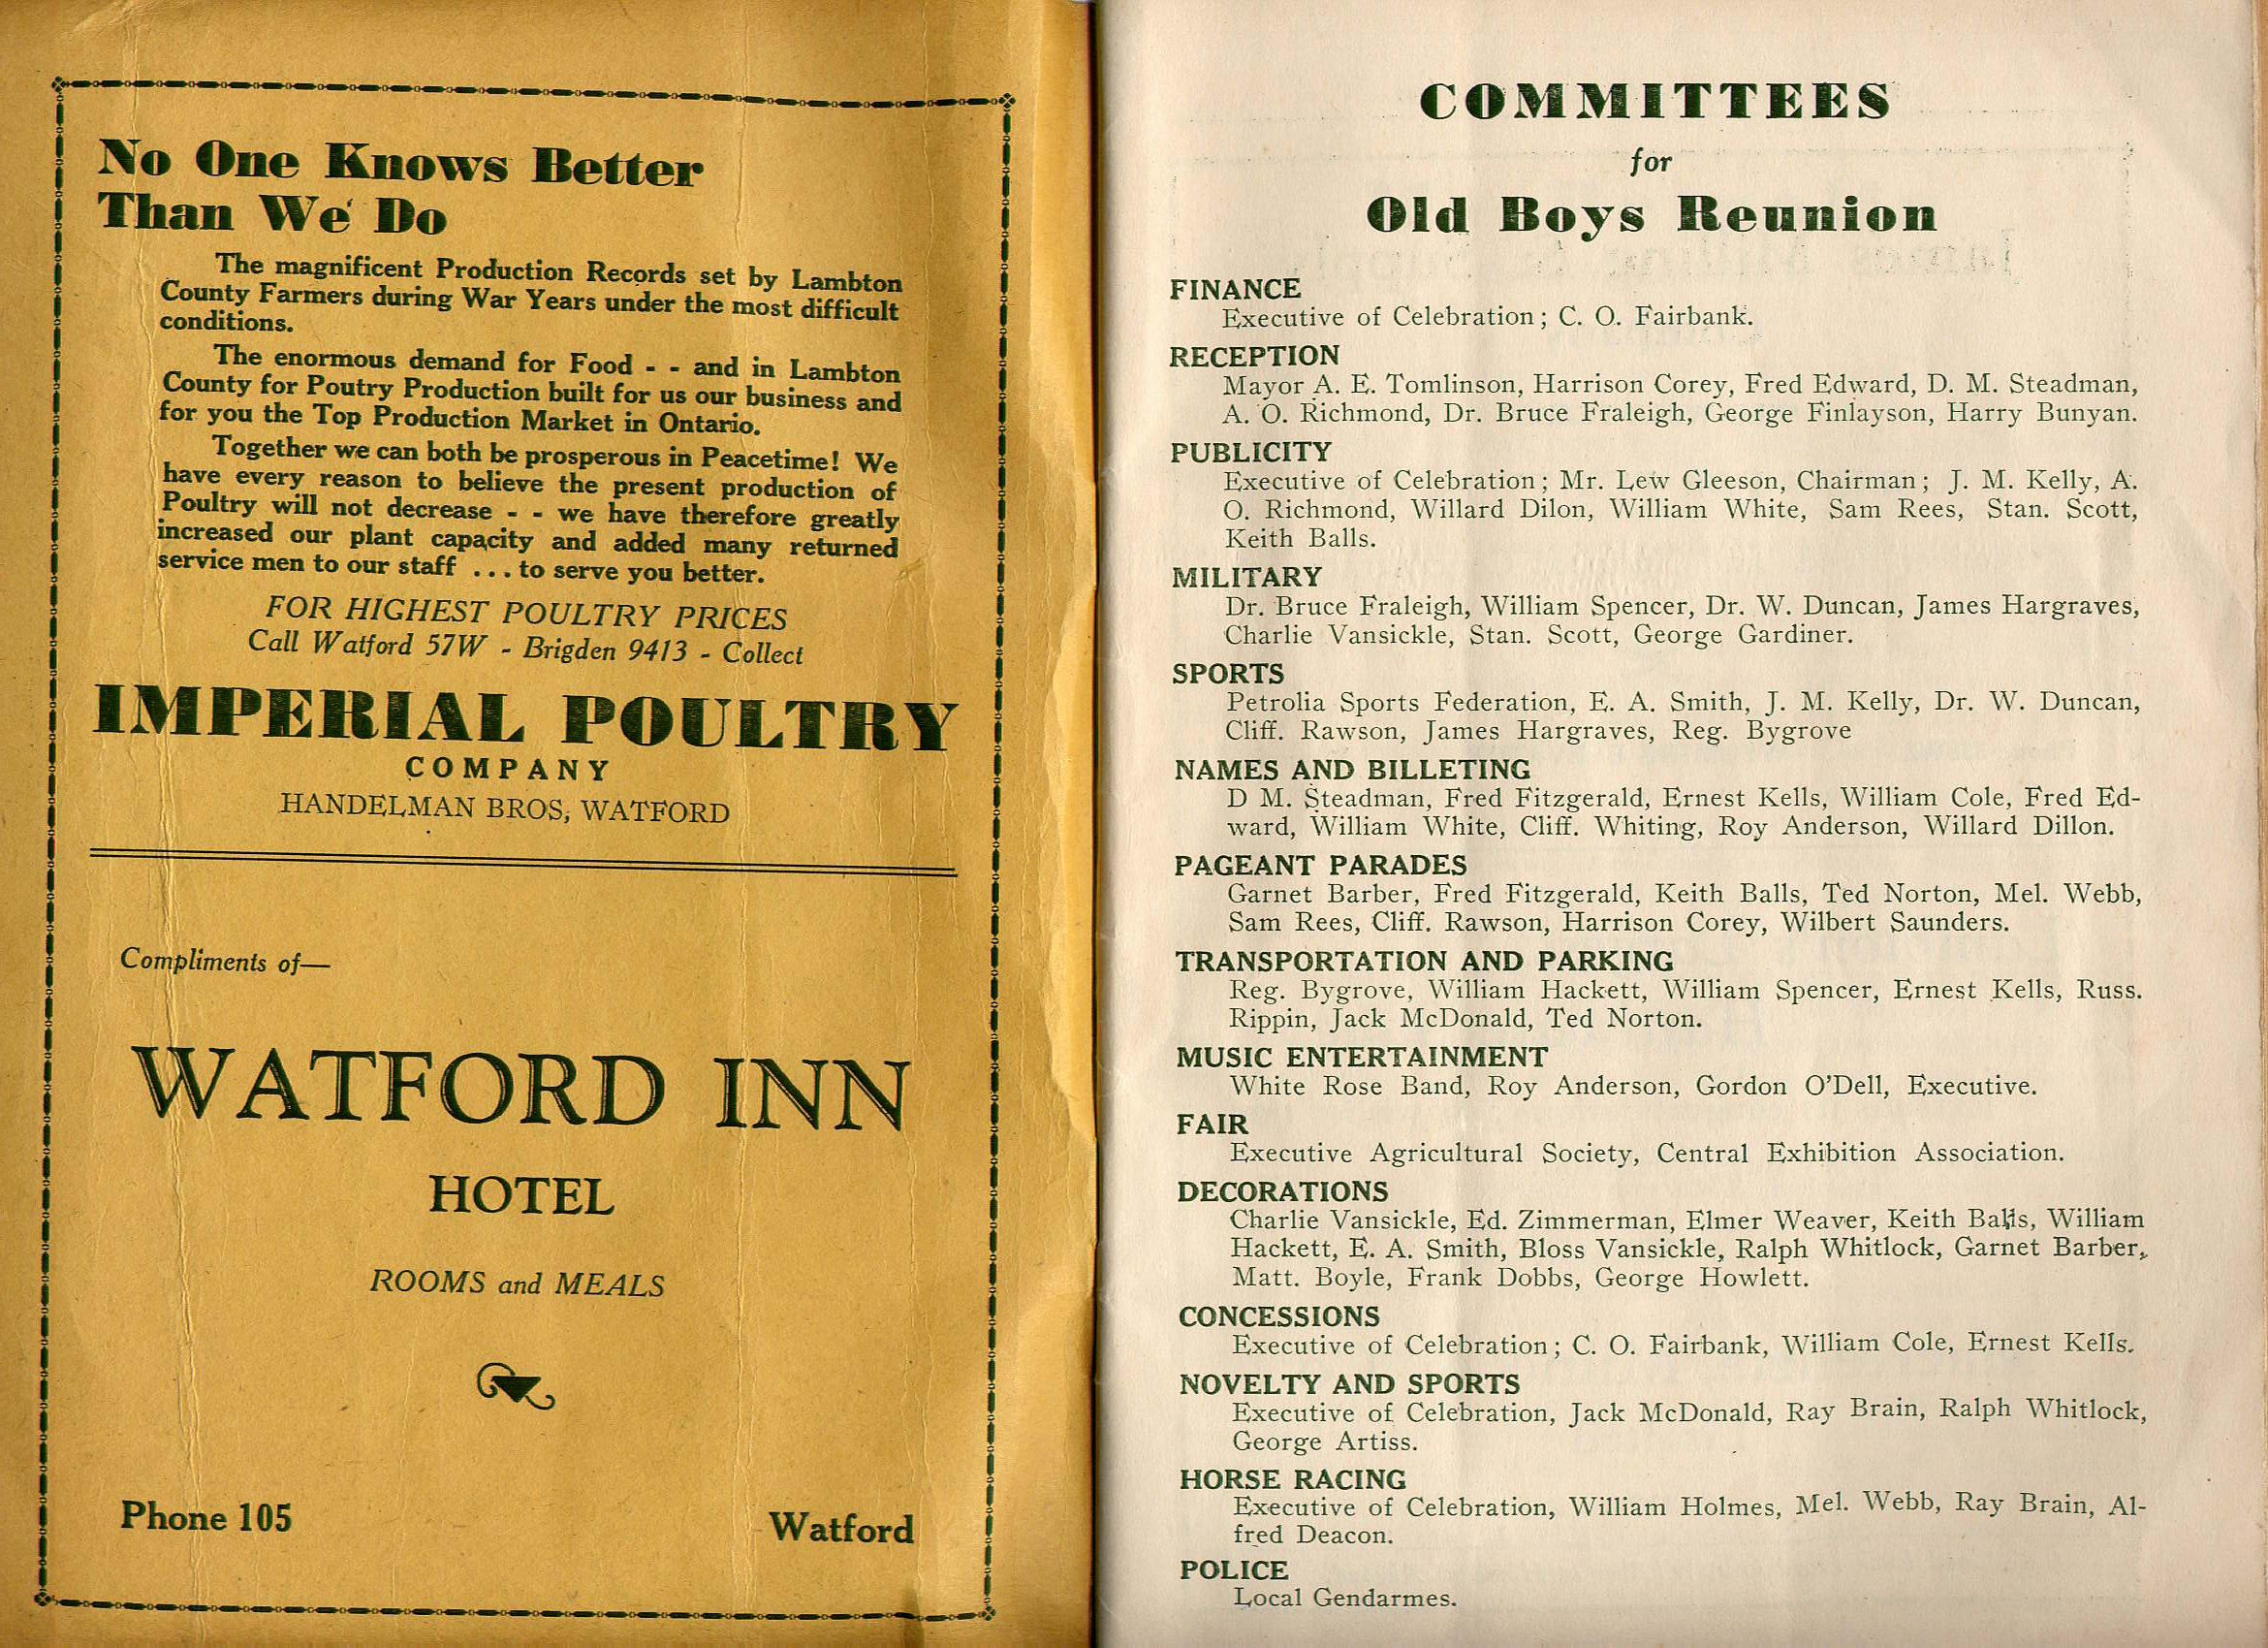 No One Knows Better
Than We Do
The magnificent Production Records set by Lambton
County Farmers during War Years under the most difficult
conditions.
The enormous demand for Food - - and in Lambton
County for Poutry Production built for us our business and
for you the Top Production Market in Ontario.
Together we can both be prosperous in Peacetime! We
have every reason to believe the present production of
Poultry will not decrease - - we have therefore greatly
increased our plant capacity and added many returned
service men to our staff ... to serve you better.
FOR HIGHEST POULTRY PRICES
Call Watford 57W - Brigden 9413 - Collect
IMPERIAL POULTRY
COMPANY
HANDELMAN BROS, WATFORD
Compliments of—
WATFORD INN
HOTEL
ROOMS and MEALS
Phone 105 Watford
COMMITTEES
for
Old Boys Reunion
FINANCE
Executive of Celebration; C. O. Fairbank.
RECEPTION
Mayor A. E. Tomlinson, Harrison Corey, Fred Edward, D. M. Steadman,
A. O. Richmond, Dr. Bruce Fraleigh, George Finlayson, Harry Bunyan.
PUBLICITY
Executive of Celebration; Mr. Lew Gleeson, Chairman; J. M. Kelly, A.
O. Richmond, Willard Dilon, William White, Sam Rees, Stan. Scott,
Keith Balls.
MILITARY
Dr. Bruce Fraleigh, William Spencer, Dr. W. Duncan, James Hargraves,
Charlie Vansickle, Stan. Scott, George Gardiner.
SPORTS
Petrolia Sports Federation, E. A. Smith, J. M. Kelly, Dr. W. Duncan,
Cliff. Rawson, James Hargraves, Reg. Bygrove
NAMES AND BILLETING
D M. Steadman, Fred Fitzgerald, Ernest Kells, William Cole, Fred Ed-
ward, William White, Cliff. Whiting, Roy Anderson, Willard Dillon.
PAGEANT PARADES
Garnet Barber, Fred Fitzgerald, Keith Balls, Ted Norton, Mel. Webb,
Sam Rees, Cliff. Rawson, Harrison Corey, Wilbert Saunders.
TRANSPORTATION AND PARKING
Reg. Bygrove, William Hackett, William Spencer, Ernest Kells, Russ.
Rippin, Jack McDonald, Ted Norton.
MUSIC ENTERTAINMENT
White Rose Band, Roy Anderson, Gordon O'Dell, Executive.
FAIR
Executive Agricultural Society, Central Exhibition Association.
DECORATIONS
Charlie Vansickle, Ed. Zimmerman, Elmer Weaver, Keith Balls, William
Hackett, E. A. Smith, Bloss Vansickle, Ralph Whitlock, Garnet Barber,
Matt. Boyle, Frank Dobbs, George Howlett.
CONCESSIONS
Executive of Celebration; C. O. Fairbank, William Cole, Ernest Kells.
NOVELTY AND SPORTS
Executive of Celebration, Jack McDonald, Ray Brain, Ralph Whitlock,
George Artiss.
HORSE RACING
Executive of Celebration, William Holmes, Mel. Webb, Ray Brain, Al-
fred Deacon.
POLICE
Local Gendarmes.